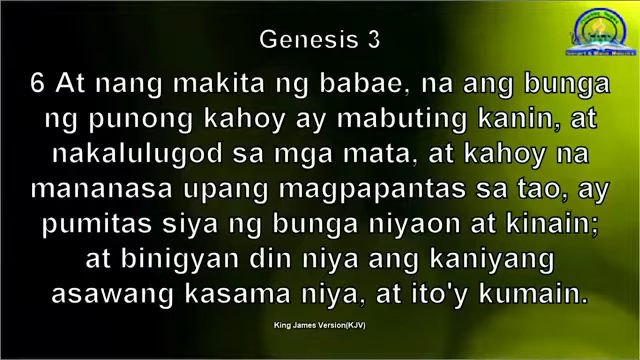 Genesis 3
6 At nang makita ng babae, na ang bunga
ng punong kahoy ay mabuting kanin, at
nakalulugod sa mga mata, at kahoy na
mananasa upang magpapantas sa tao, ay
pumitas siya ng bunga niyaon at kinain;
at binigyan din niya ang kaniyang
asawang kasama niya, at ito'y kumain.
King James Version(KJV)